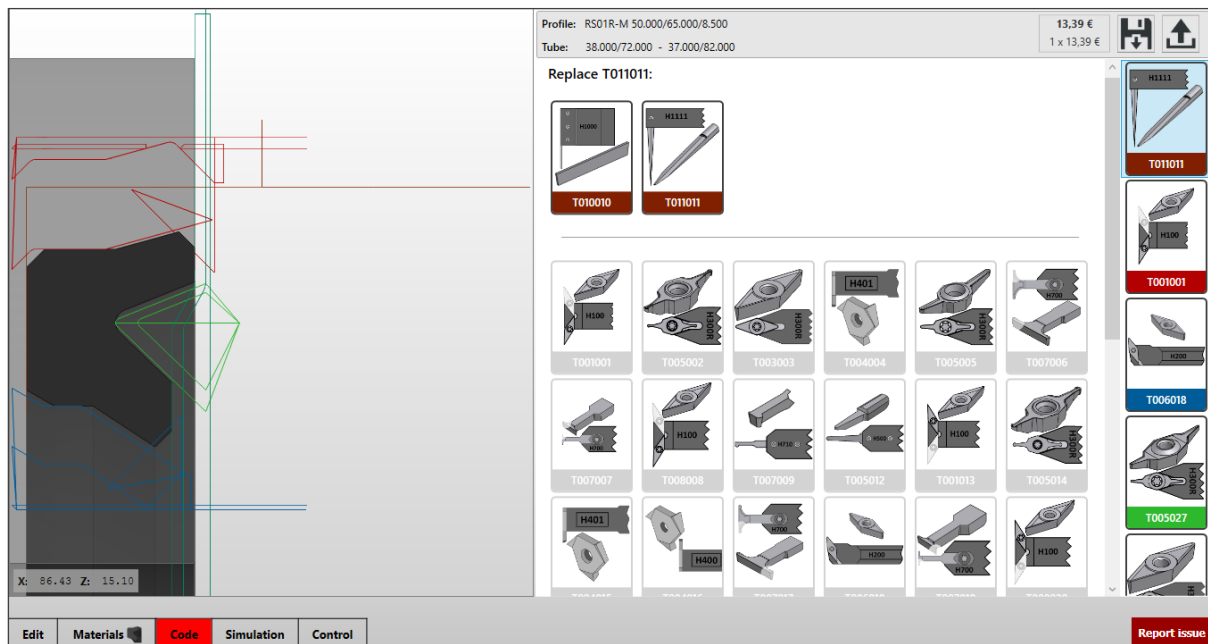 Profile: RS01R-M 50.000/65.000/8.500
Tube: 38.000/72.000 - 37.000/82.000
13,39 €
1 x 13,39 €
Replace T011011:
H1000
T010010
H1111
T011011
H100
T001001
H300R
T005002
H300R
T003003
H401
T004004
H300R
T005005
H700
T007006
H700
T007007
H100
T008008
H710
T007009
H500
T005012
H100
T001013
H300R
T005014
H401
H400
H700
H200
H700
H100
H1111
T011011
H100
T001001
H200
T006018
H300R
T005027
X: 86.43 Z: 15.10
Edit
Materials
Code
Simulation
Control
Report issue